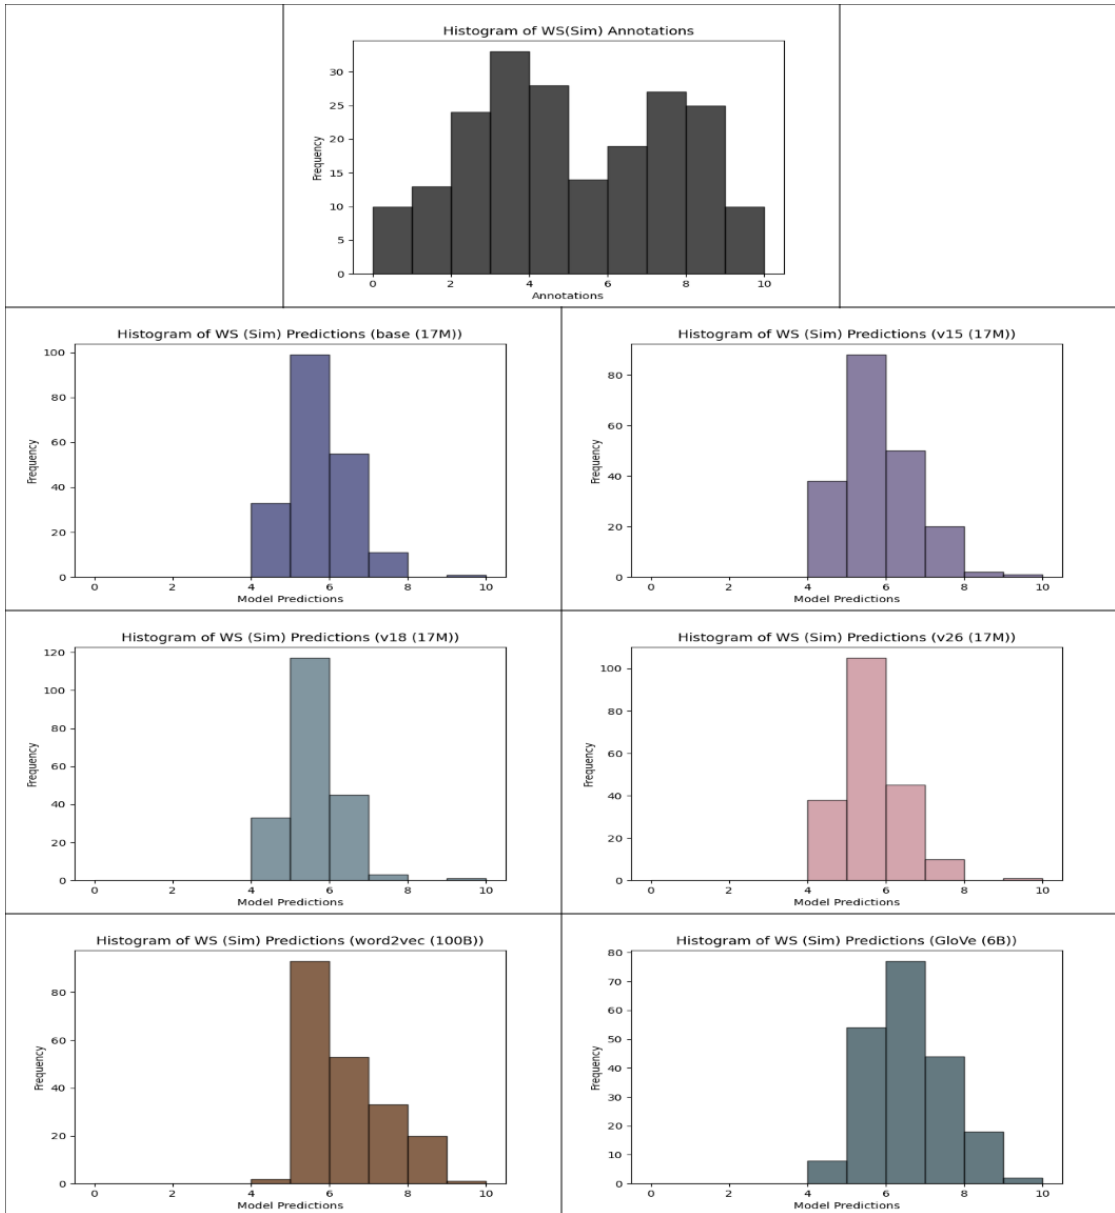 Histogram of WS(Sim) Annotations
Frequency
30
25
20
15
10
5
0
0 2 4 6 8 10
Annotations
Histogram of WS (Sim) Predictions (base (17M))
Frequency
100
80
60
40
20
0
0 2 4 6 8 10
Model Predictions
Histogram of WS (Sim) Predictions (v15 (17M))
Frequency
80
60
40
20
0
0 2 4 6 8 10
Model Predictions
Histogram of WS (Sim) Predictions (v18 (17M))
Frequency
120
100
80
60
40
20
0
0 2 4 6 8 10
Model Predictions
Histogram of WS (Sim) Predictions (v26 (17M))
Frequency
100
80
60
40
20
0
0 2 4 6 8 10
Model Predictions
Histogram of WS (Sim) Predictions (word2vec (100B))
Frequency
80
60
40
20
0
0 2 4 6 8 10
Model Predictions
Histogram of WS (Sim) Predictions (GloVe (6B))
Frequency
80
70
60
50
40
30
20
10
0
0 2 4 6 8 10
Model Predictions